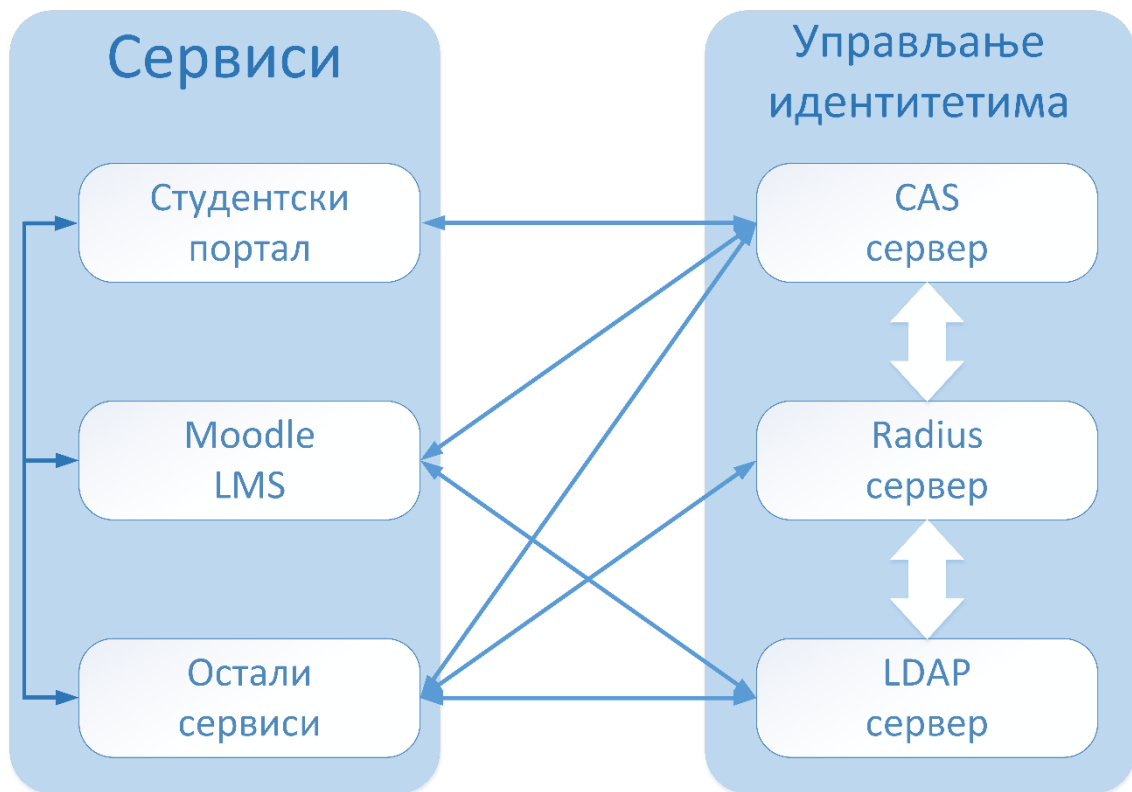 Сервиси
Студентски
портал
Moodle
LMS
Остали
сервиси
Управљање
идентитетима
CAS
сервер
Radius
сервер
LDAP
сервер